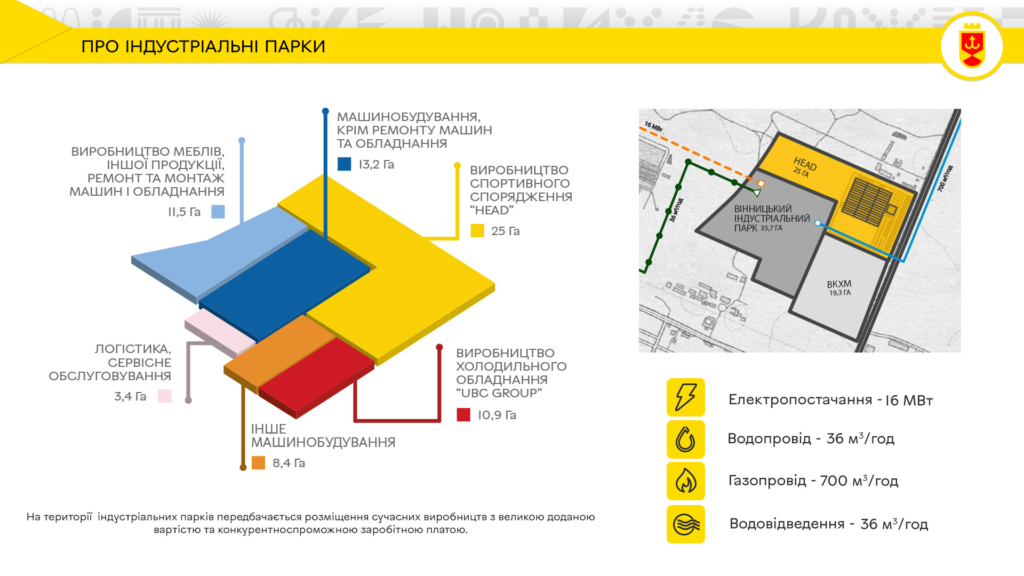 ПРО ІНДУСТРІАЛЬНІ ПАРКИ
МАШИНОБУДУВАННЯ,
КРІМ РЕМОНТУ МАШИН
ТА ОБЛАДНАННЯ
13,2 Га
ВИРОБНИЦТВО МЕБЛІВ,
ІНШОЇ ПРОДУКЦІЇ,
РЕМОНТ ТА МОНТАЖ
МАШИН І ОБЛАДНАННЯ
11,5 Га
ВИРОБНИЦТВО
СПОРТИВНОГО
СПОРЯДЖЕННЯ
“HEAD”
25 Га
ЛОГІСТИКА,
СЕРВІСНЕ
ОБСЛУГОВУВАННЯ
3,4 Га
ВИРОБНИЦТВО
ХОЛОДИЛЬНОГО
ОБЛАДНАННЯ
“UBC GROUP”
10,9 Га
ІНШЕ
МАШИНОБУДУВАННЯ
8,4 Га
На території індустріальних парків передбачається розміщення сучасних виробництв з великою доданою
вартістю та конкурентноспроможною заробітною платою.
16 МВт
HEAD
25 ГА
700 м³/год
36 м³/год
ВІННИЦЬКИЙ
ІНДУСТРІАЛЬНИЙ
ПАРК 35,7 ГА
ВКХМ
19,3 ГА
Електропостачання - 16 МВт
Водопровід - 36 м³/год
Газопровід - 700 м³/год
Водовідведення - 36 м³/год